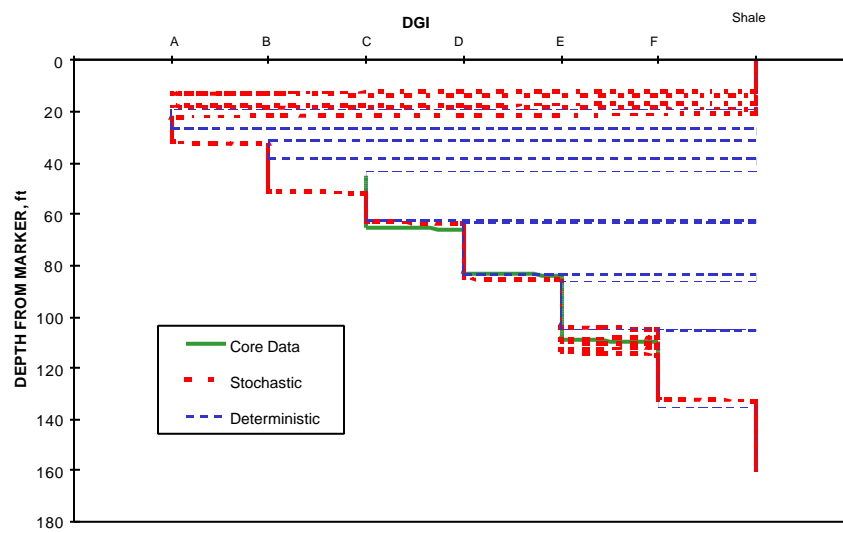 DGI
Shale
A B C D E F
0
20
40
60
80
100
120
140
160
180
DEPTH FROM MARKER, ft
Core Data
Stochastic
Deterministic